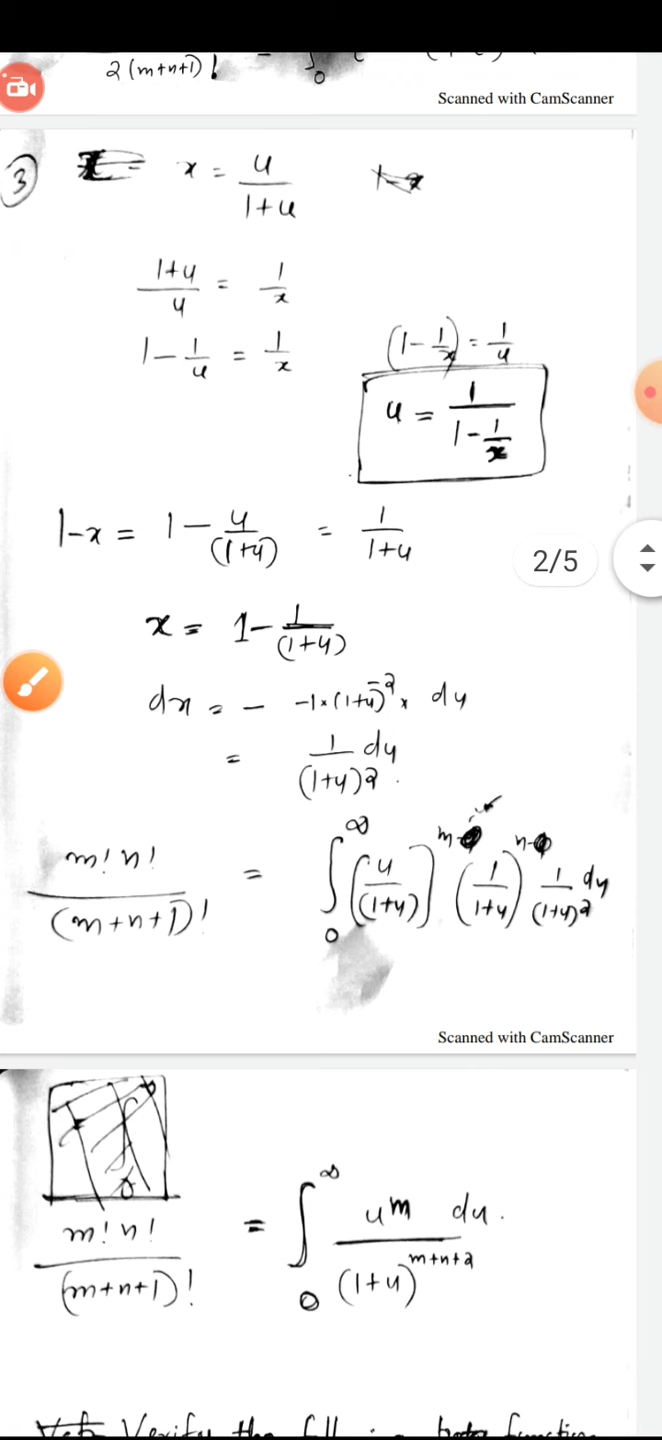 2(m+n+1)!
Scanned with CamScanner
③ x = u/(1+u)
(1+u)/u = 1/x
1 - 1/u = 1/x
(1 - 1/x) = 1/u
u = 1/(1 - 1/x)
1-x = 1 - u/(1+u) = 1/(1+u)
2/5
x = 1 - 1/(1+u)
dx = - -1×(1+u)^-2 × du
= 1/(1+u)2 du.
m!n!/(m+n+1)! = ∫0^∞ (u/(1+u))^m (1/(1+u))^n 1/(1+u)2 du
Scanned with CamScanner
m!n!/(m+n+1)! = ∫0^∞ u^m du. / (1+u)^(m+n+2)
Verify the
function